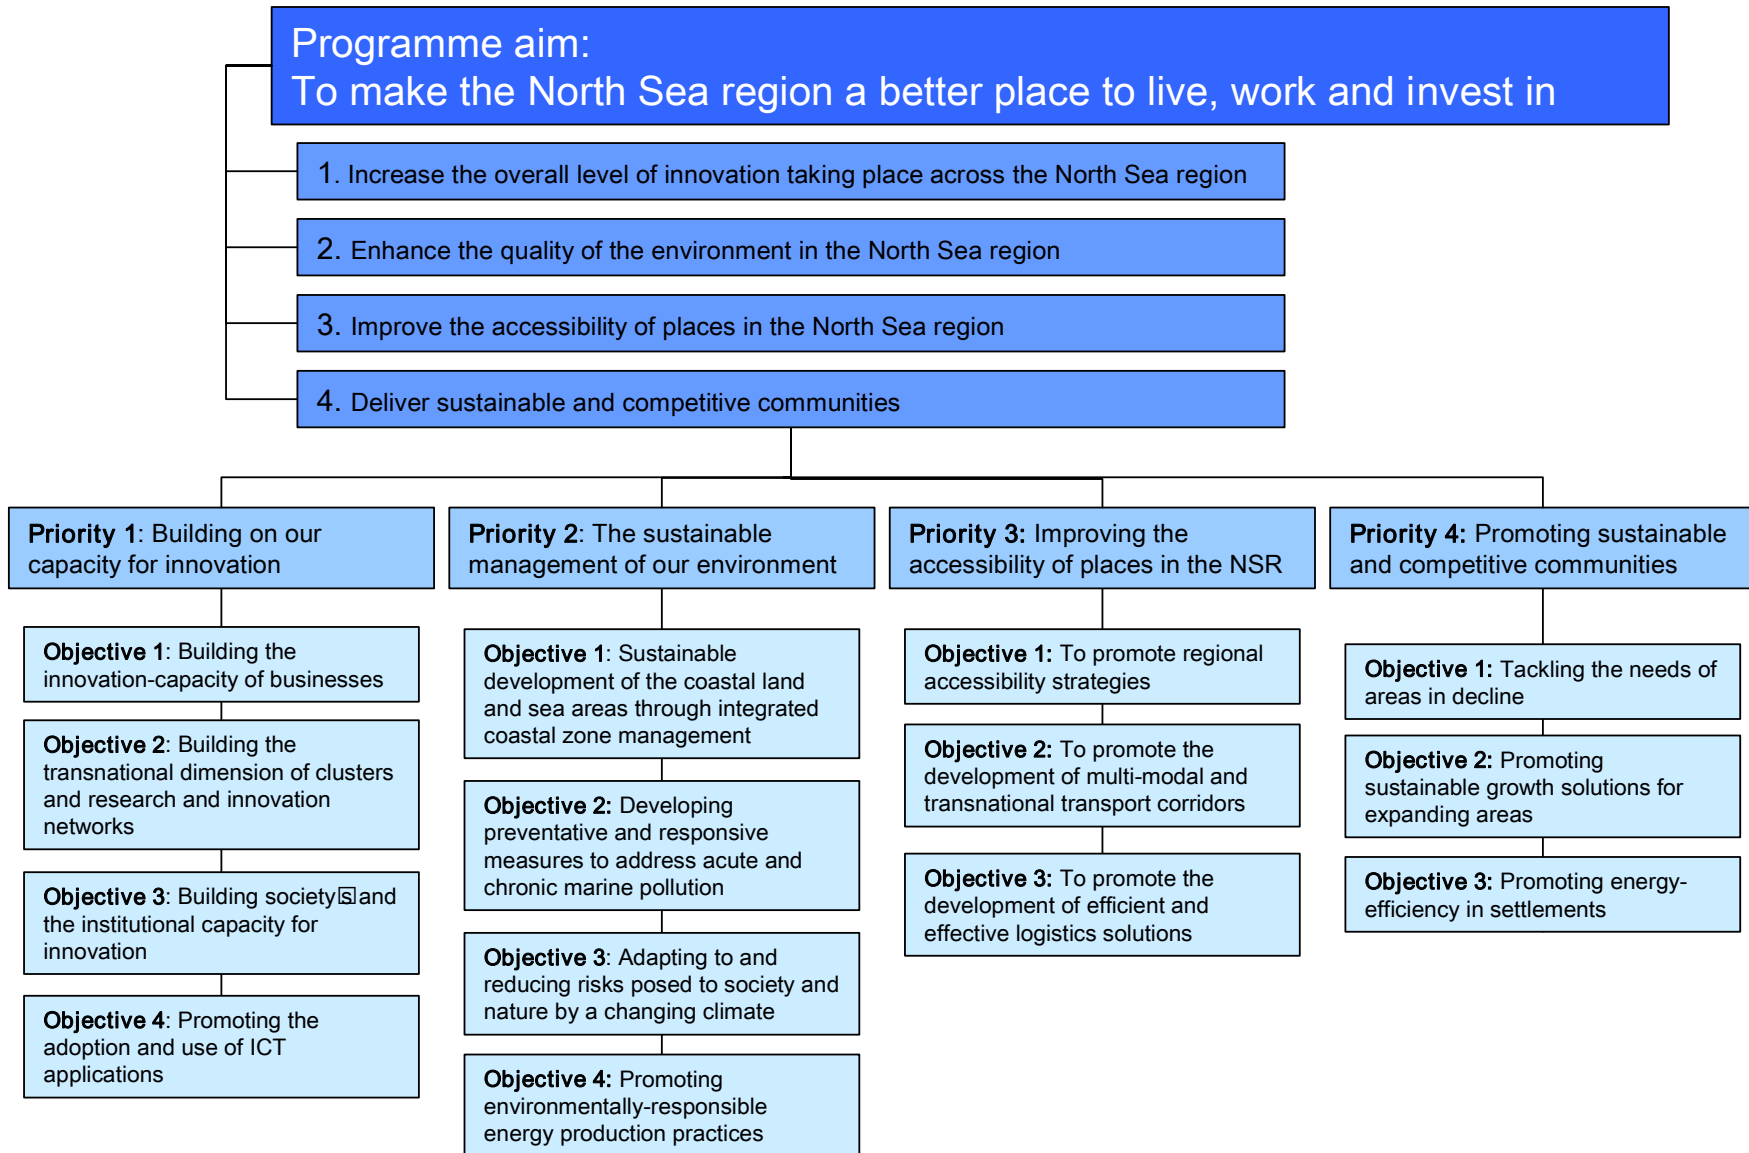 Programme aim:
To make the North Sea region a better place to live, work and invest in
1. Increase the overall level of innovation taking place across the North Sea region
2. Enhance the quality of the environment in the North Sea region
3. Improve the accessibility of places in the North Sea region
4. Deliver sustainable and competitive communities
Priority 1: Building on our
capacity for innovation
Objective 1: Building the
innovation-capacity of businesses
Objective 2: Building the
transnational dimension of clusters
and research and innovation
networks
Objective 3: Building societys and
the institutional capacity for
innovation
Objective 4: Promoting the
adoption and use of ICT
applications
Priority 2: The sustainable
management of our environment
Objective 1: Sustainable
development of the coastal land
and sea areas through integrated
coastal zone management
Objective 2: Developing
preventative and responsive
measures to address acute and
chronic marine pollution
Objective 3: Adapting to and
reducing risks posed to society and
nature by a changing climate
Objective 4: Promoting
environmentally-responsible
energy production practices
Priority 3: Improving the
accessibility of places in the NSR
Objective 1: To promote regional
accessibility strategies
Objective 2: To promote the
development of multi-modal and
transnational transport corridors
Objective 3: To promote the
development of efficient and
effective logistics solutions
Priority 4: Promoting sustainable
and competitive communities
Objective 1: Tackling the needs of
areas in decline
Objective 2: Promoting
sustainable growth solutions for
expanding areas
Objective 3: Promoting energy-
efficiency in settlements